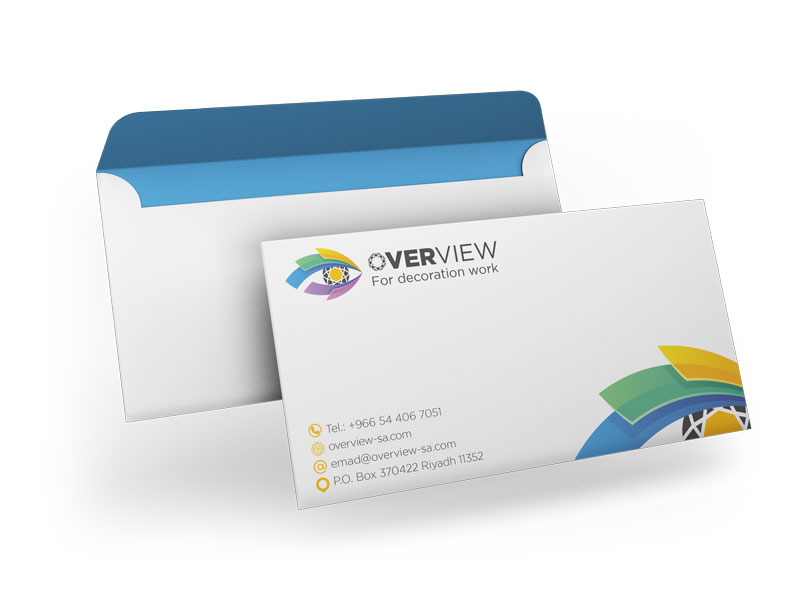 OVERVIEW
For decoration work
Tel.: +966 54 406 7051
overview-sa.com
emad@overview-sa.com
P.O. Box 370422 Riyadh 11352